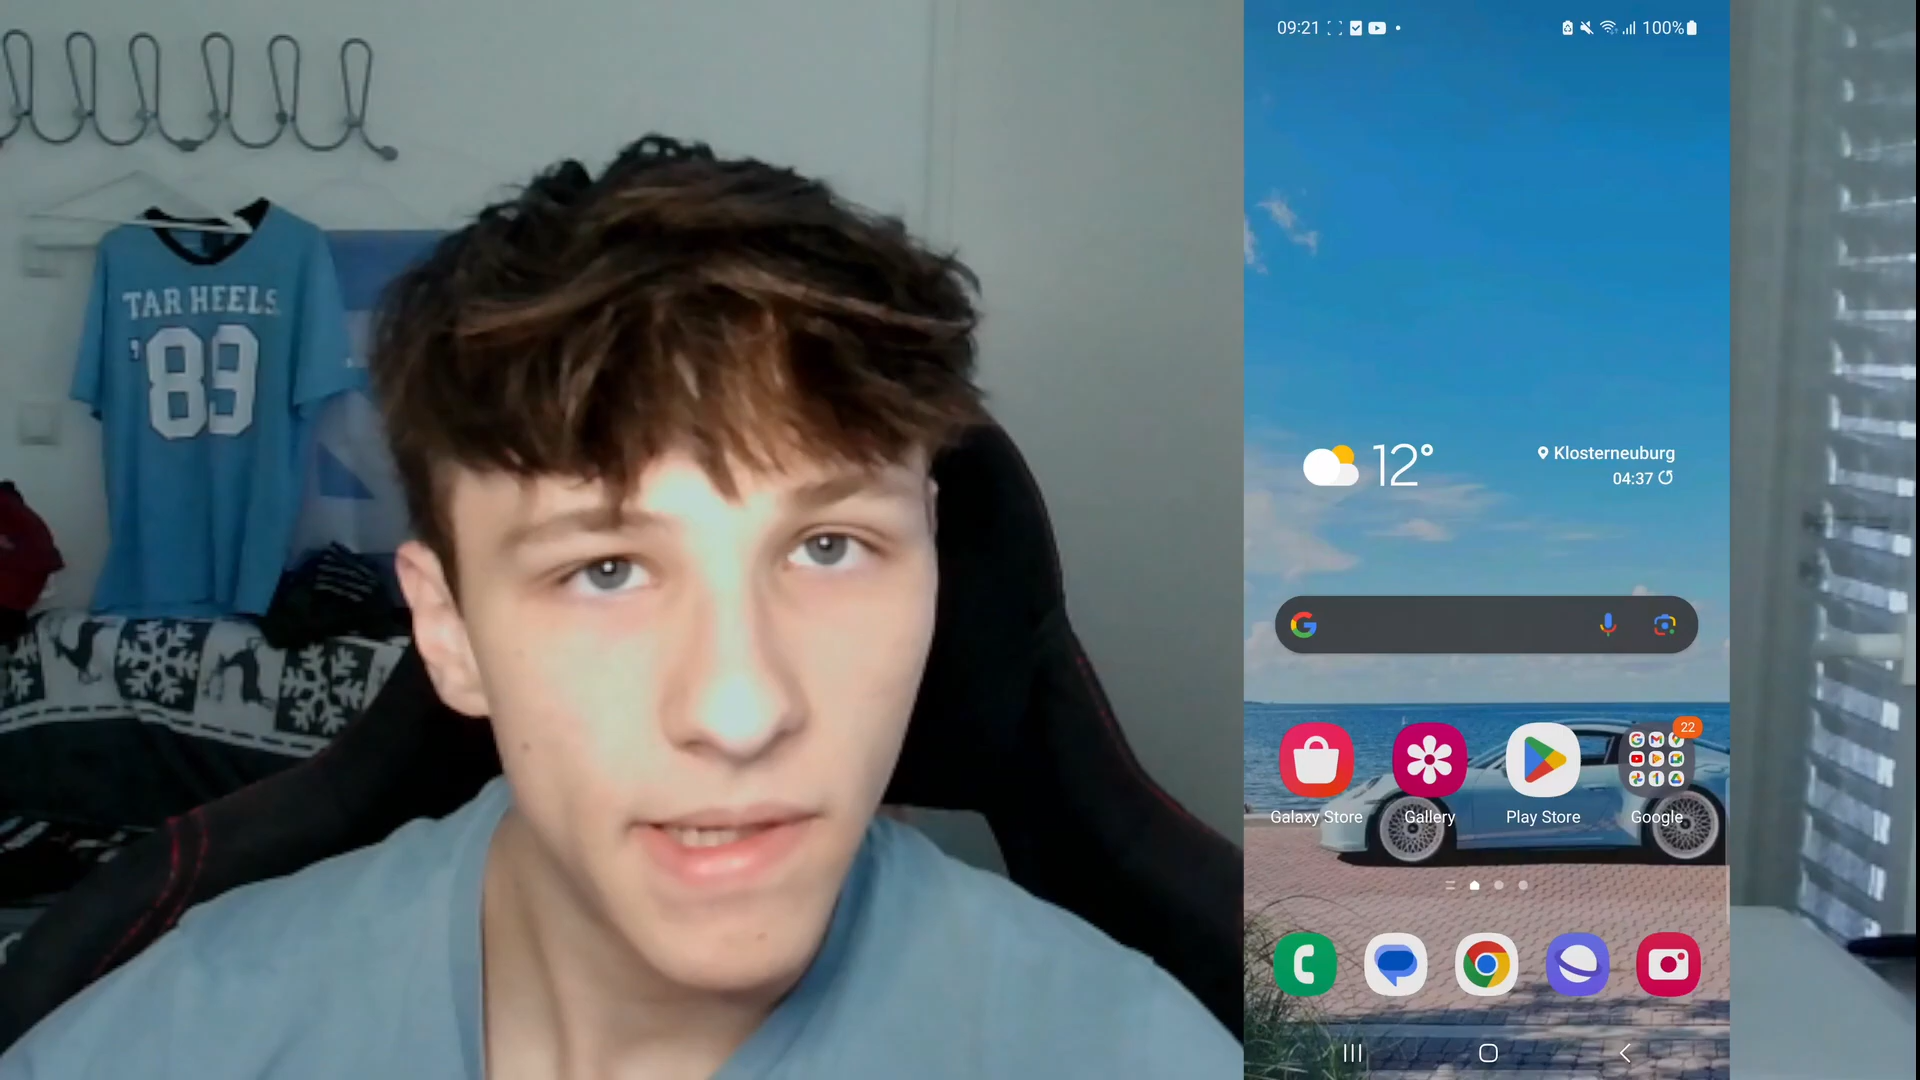 TAR HEELS
'89
09:21
100%
12°
Klosterneuburg
04:37
22
Galaxy Store
Gallery
Play Store
Google